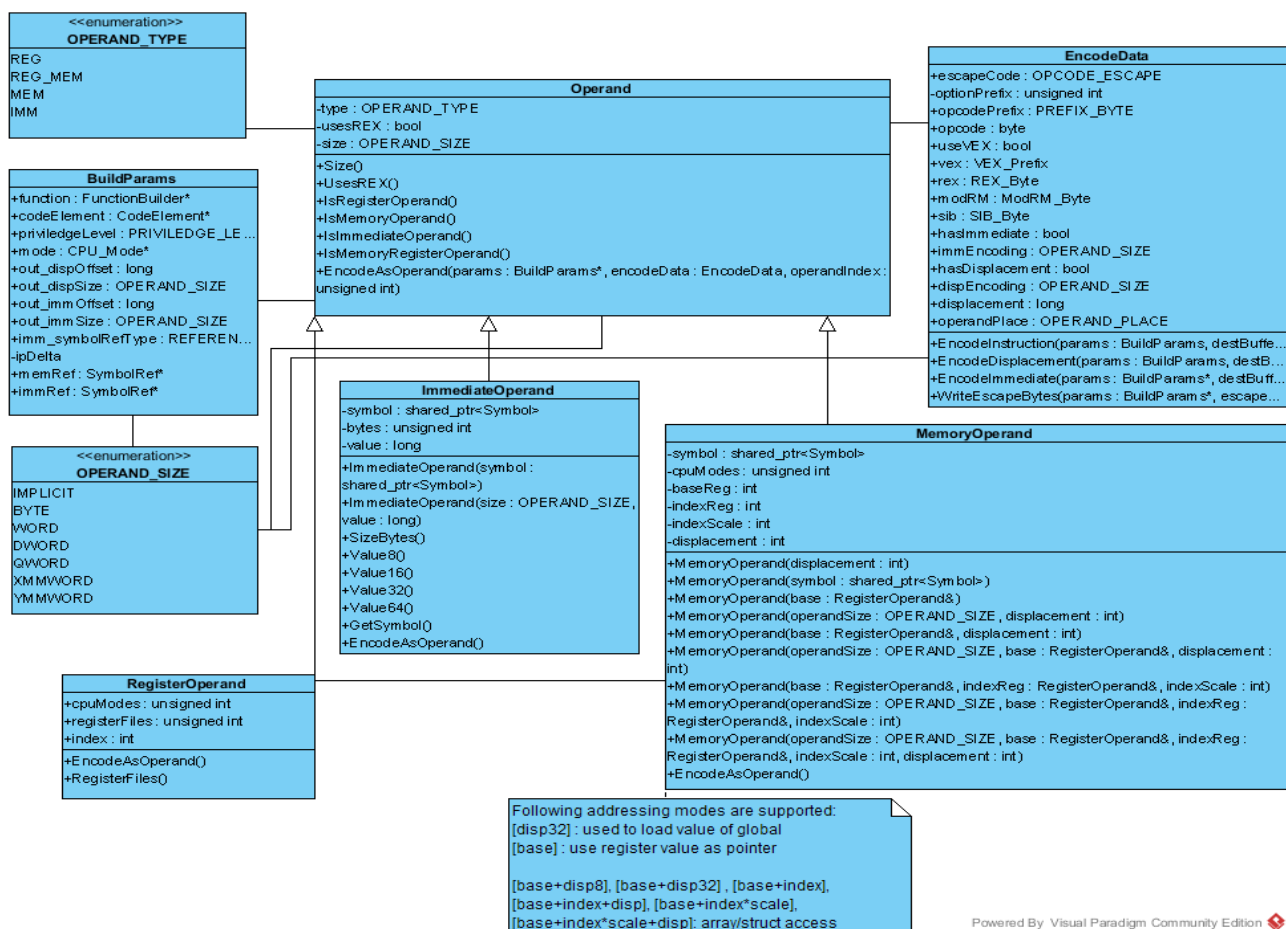 <<enumeration>>
OPERAND_TYPE
REG
REG_MEM
MEM
IMM
BuildParams
+function : FunctionBuilder*
+codeElement : CodeElement*
+priviledgeLevel : PRIVILEDGE_LE...
+mode : CPU_Mode*
+out_dispOffset : long
+out_dispSize : OPERAND_SIZE
+out_immOffset : long
+out_immSize : OPERAND_SIZE
+imm_symbolRefType : REFEREN...
-ipDelta
+memRef : SymbolRef*
+immRef : SymbolRef*
<<enumeration>>
OPERAND_SIZE
IMPLICIT
BYTE
WORD
DWORD
QWORD
XMMWORD
YMMWORD
Operand
-type : OPERAND_TYPE
-usesREX : bool
-size : OPERAND_SIZE
+Size()
+UsesREX()
+IsRegisterOperand()
+IsMemoryOperand()
+IsImmediateOperand()
+IsMemoryRegisterOperand()
+EncodeAsOperand(params : BuildParams*, encodeData : EncodeData, operandIndex :
unsigned int)
EncodeData
+escapeCode : OPCODE_ESCAPE
-optionPrefix : unsigned int
+opcodePrefix : PREFIX_BYTE
+opcode : byte
+useVEX : bool
+vex : VEX_Prefix
+rex : REX_Byte
+modRM : ModRM_Byte
+sib : SIB_Byte
+hasImmediate : bool
+immEncoding : OPERAND_SIZE
+hasDisplacement : bool
+dispEncoding : OPERAND_SIZE
+displacement : long
+operandPlace : OPERAND_PLACE
+EncodeInstruction(params : BuildParams, destBuffe...
+EncodeDisplacement(params : BuildParams, destB...
+EncodeImmediate(params : BuildParams*, destBuff...
+WriteEscapeBytes(params : BuildParams*, escape...
ImmediateOperand
-symbol : shared_ptr<Symbol>
-bytes : unsigned int
-value : long
+ImmediateOperand(symbol :
shared_ptr<Symbol>)
+ImmediateOperand(size : OPERAND_SIZE,
value : long)
+SizeBytes()
+Value8()
+Value16()
+Value32()
+Value64()
+GetSymbol()
+EncodeAsOperand()
MemoryOperand
-symbol : shared_ptr<Symbol>
-cpuModes : unsigned int
-baseReg : int
-indexReg : int
-indexScale : int
-displacement : int
+MemoryOperand(displacement : int)
+MemoryOperand(symbol : shared_ptr<Symbol>)
+MemoryOperand(base : RegisterOperand&)
+MemoryOperand(operandSize : OPERAND_SIZE, displacement : int)
+MemoryOperand(base : RegisterOperand&, displacement : int)
+MemoryOperand(operandSize : OPERAND_SIZE, base : RegisterOperand&, displacement :
int)
+MemoryOperand(base : RegisterOperand&, indexReg : RegisterOperand&, indexScale : int)
+MemoryOperand(operandSize : OPERAND_SIZE, base : RegisterOperand&, indexReg :
RegisterOperand&, indexScale : int)
+MemoryOperand(operandSize : OPERAND_SIZE, base : RegisterOperand&, indexReg :
RegisterOperand&, indexScale : int, displacement : int)
+EncodeAsOperand()
RegisterOperand
+cpuModes : unsigned int
+registerFiles : unsigned int
+index : int
+EncodeAsOperand()
+RegisterFiles()
Following addressing modes are supported:
[disp32] : used to load value of global
[base] : use register value as pointer
[base+disp8], [base+disp32] , [base+index],
[base+index+disp], [base+index*scale],
[base+index*scale+disp]: array/struct access
Powered By Visual Paradigm Community Edition